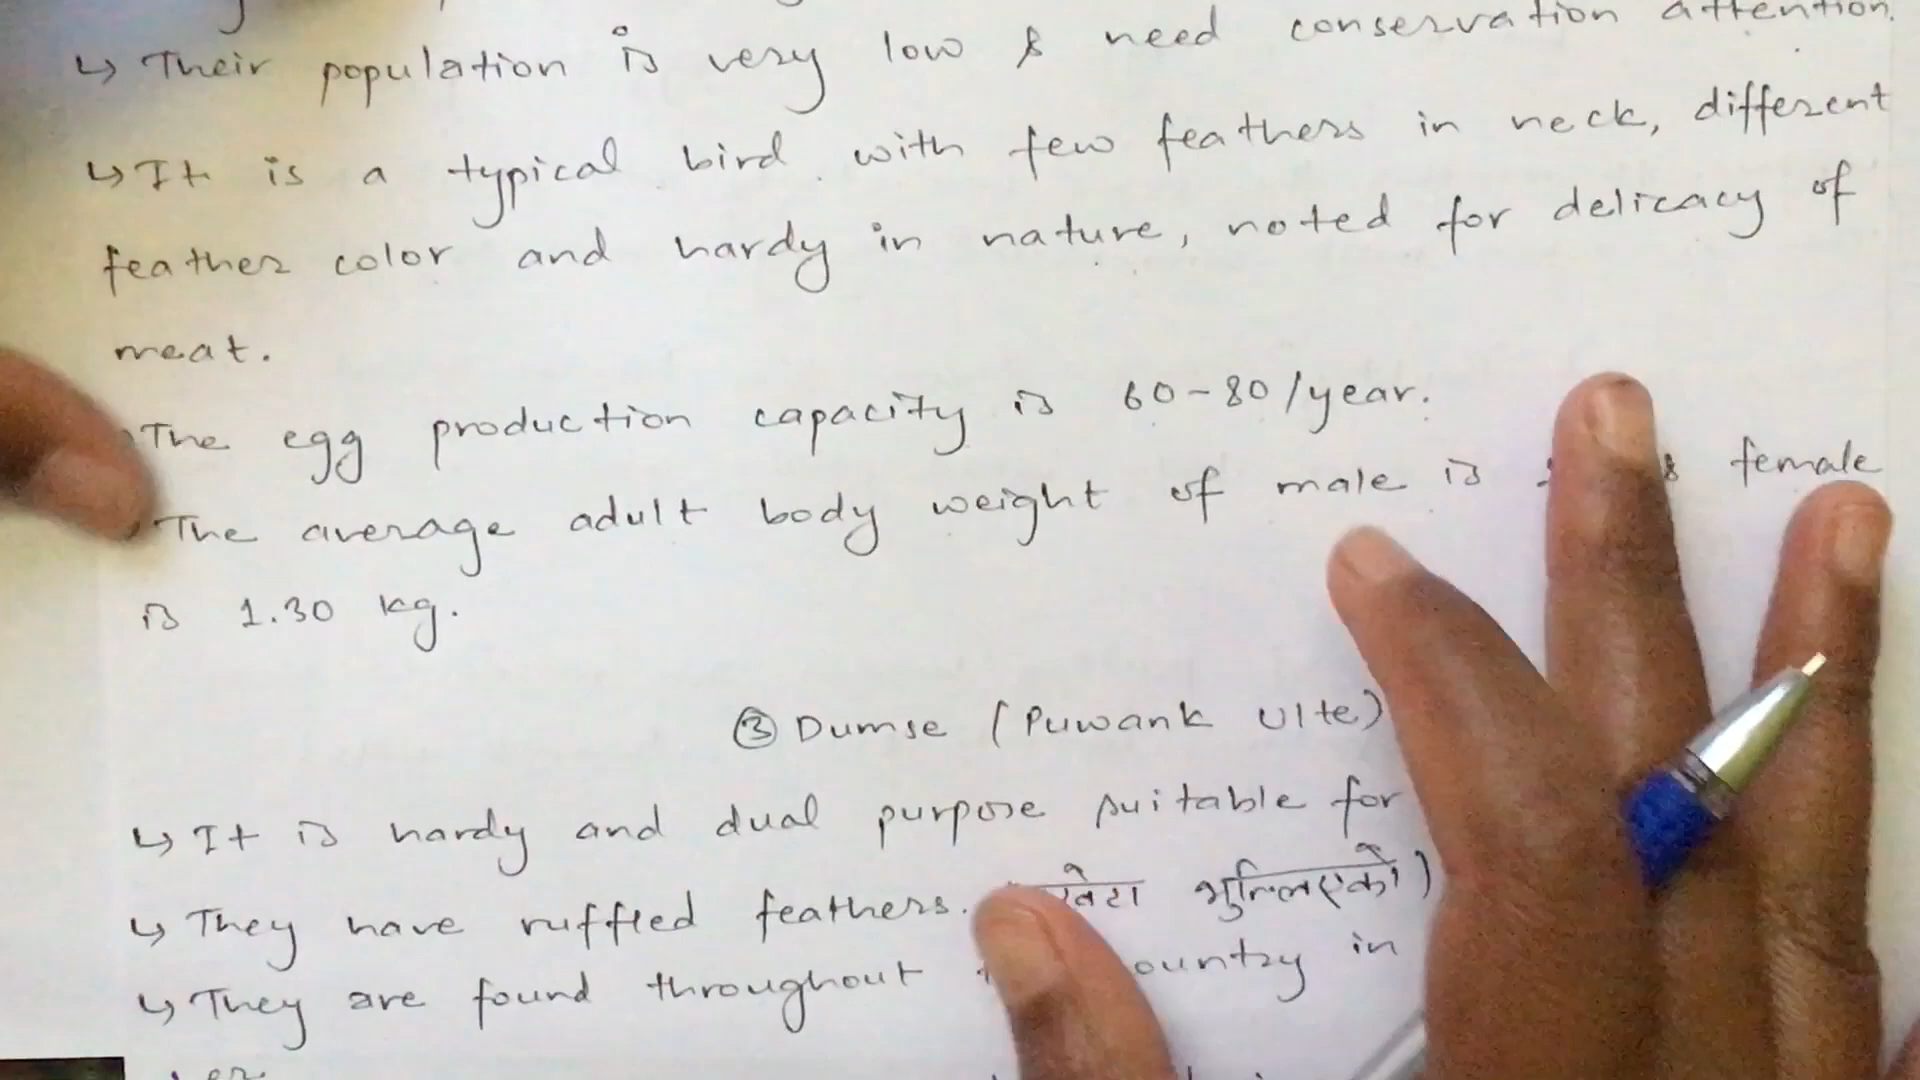 ↳ Their population is very low & need conservation attention.
↳ It is a typical bird with few feathers in neck, different
feather color and hardy in nature, noted for delicacy of
meat.
The egg production capacity is 60-80/year.
The average adult body weight of male is & female
is 1.30 kg.
③ Dumse (Puwank Ulte)
↳ It is hardy and dual purpose suitable for
↳ They have ruffled feathers.
↳ They are found throughout country in